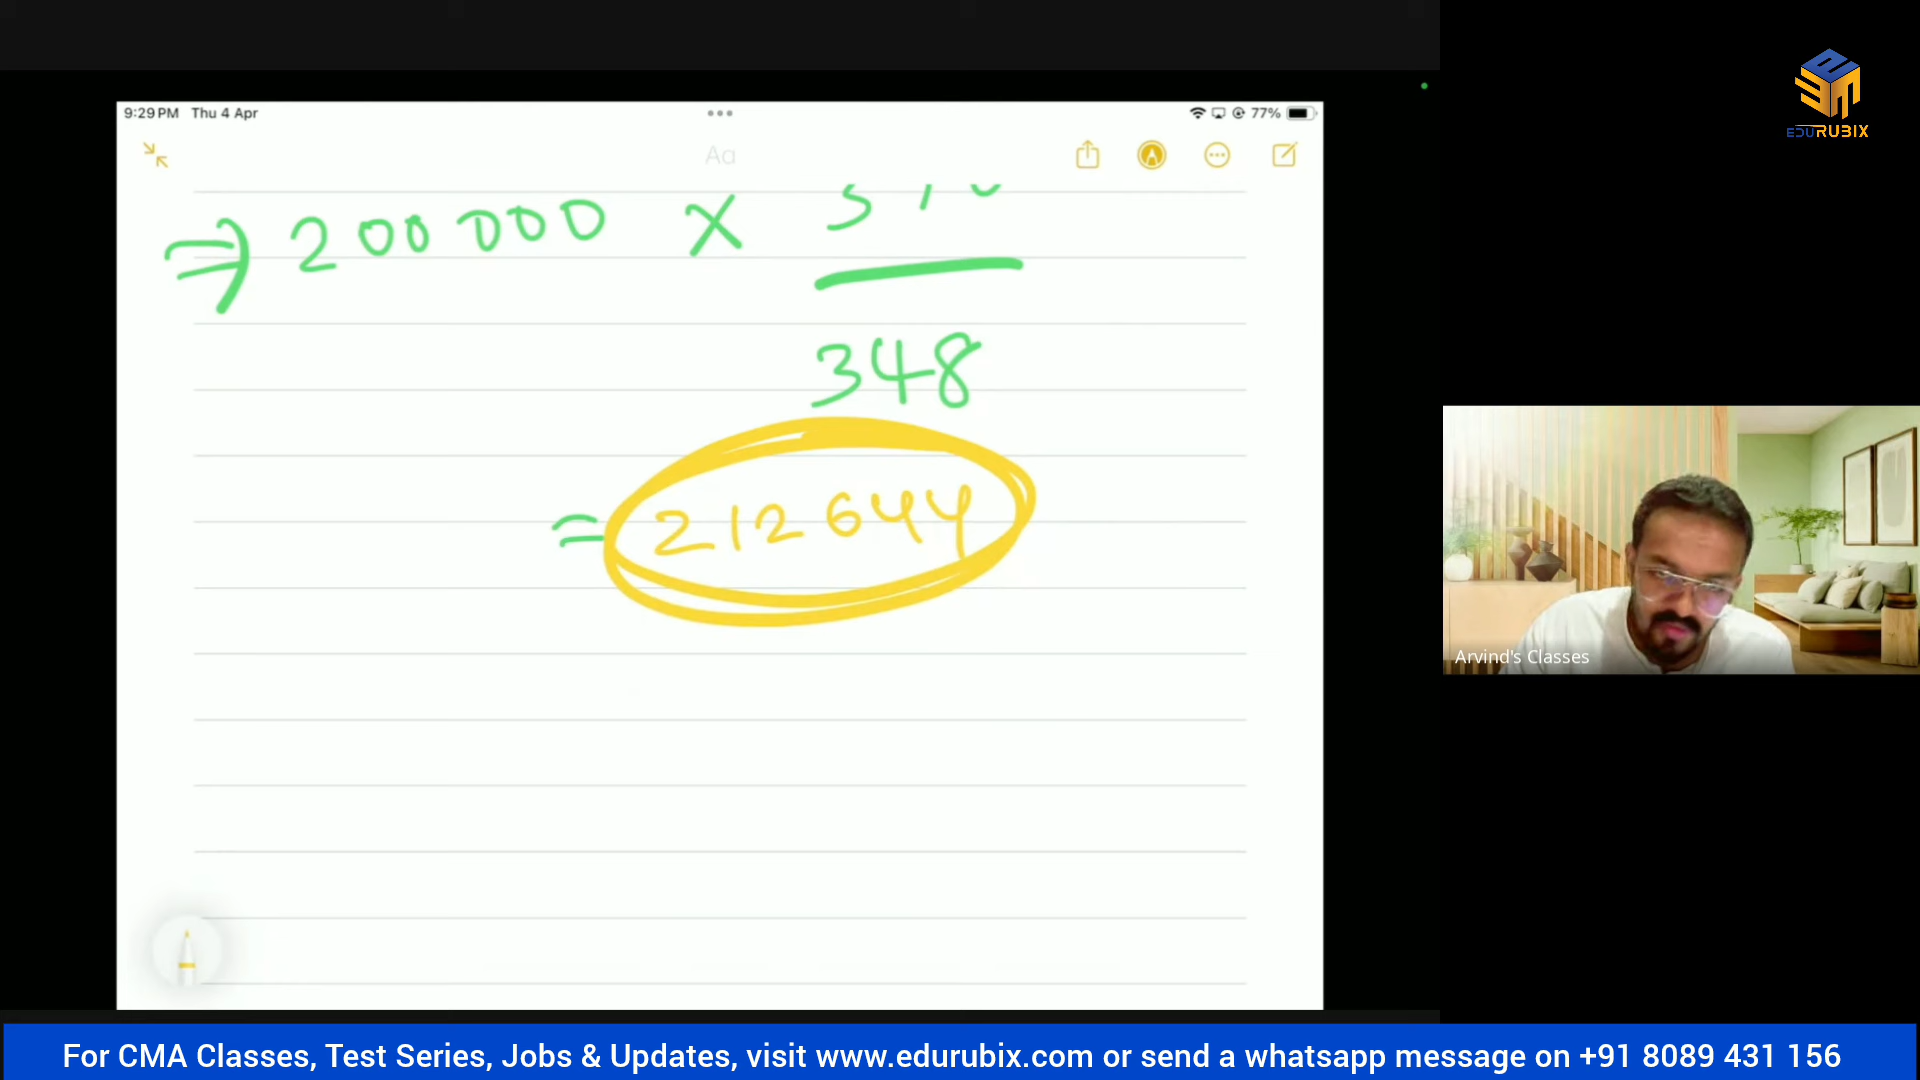 9:29 PM Thu 4 Apr
77%
Aa
⇒ 200000 X
348
= 212644
EDURUBIX
Arvind's Classes
For CMA Classes, Test Series, Jobs & Updates, visit www.edurubix.com or send a whatsapp message on +91 8089 431 156